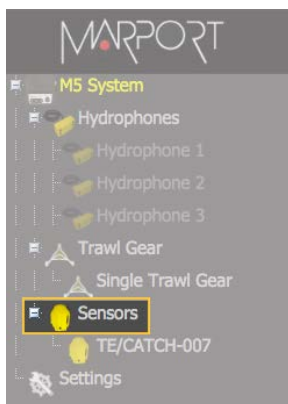 MARPORT
M5 System
Hydrophones
Hydrophone 1
Hydrophone 2
Hydrophone 3
Trawl Gear
Single Trawl Gear
Sensors
TE/CATCH-007
Settings